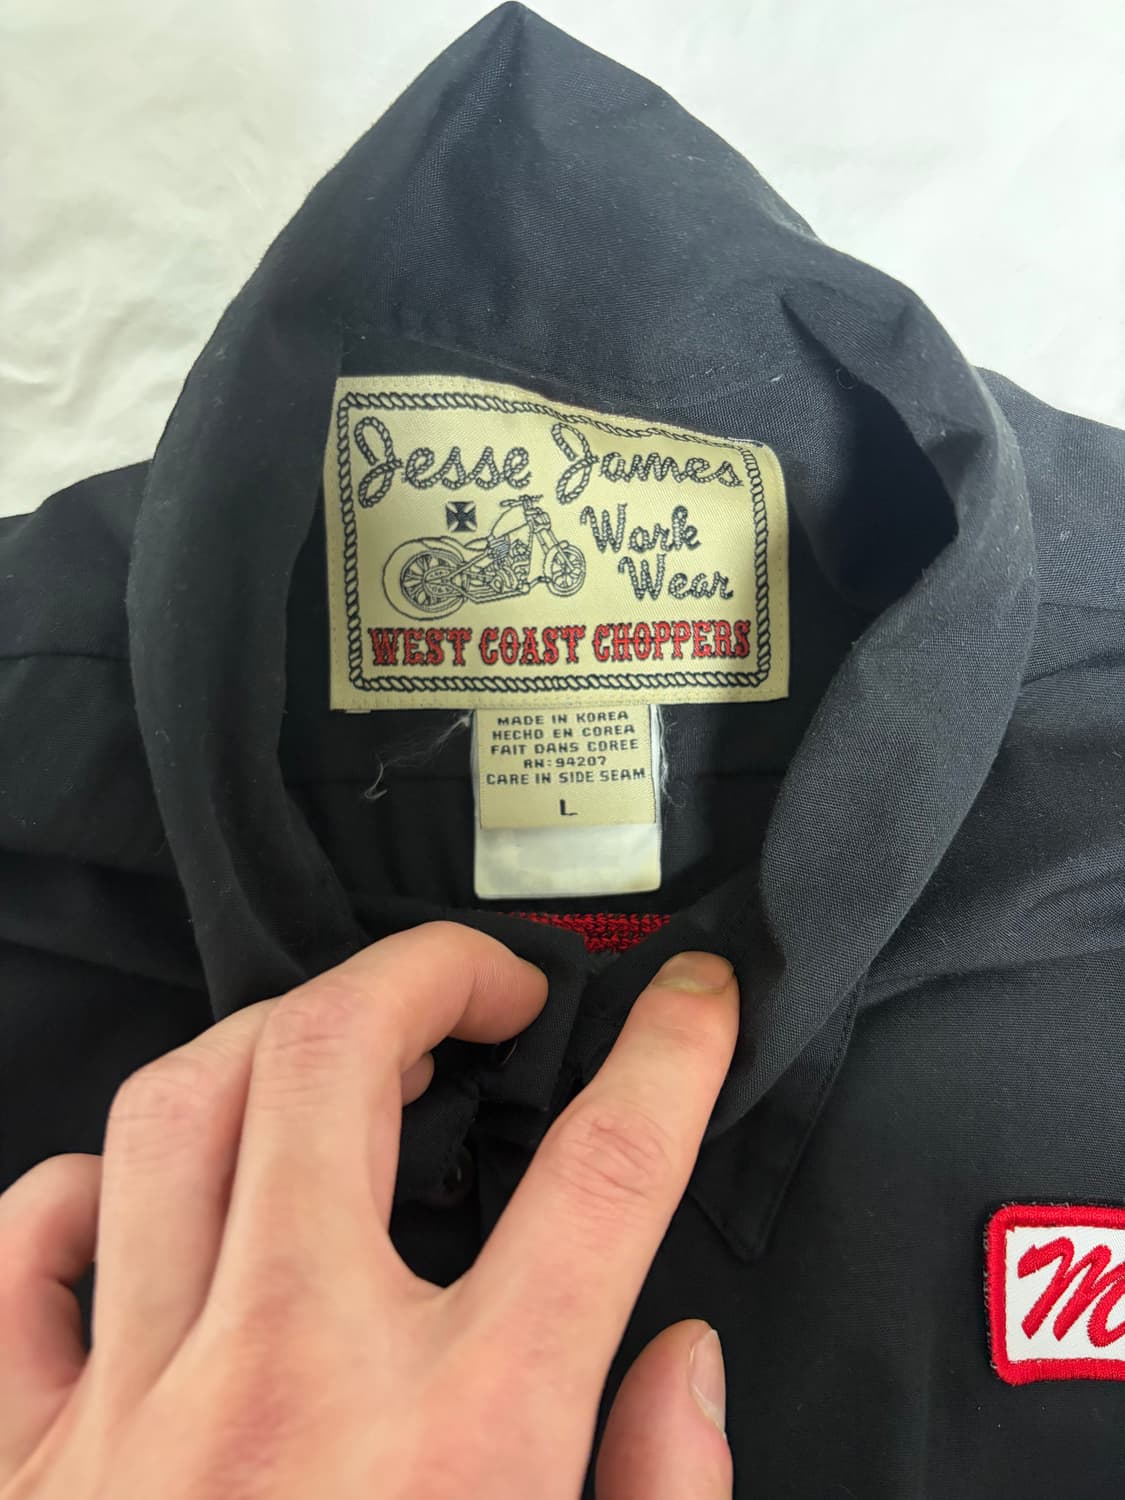 Jesse James
Work
Wear
WEST COAST CHOPPERS
MADE IN KOREA
HECHO EN COREA
FAIT DANS COREE
RN:94207
CARE IN SIDE SEAM
L